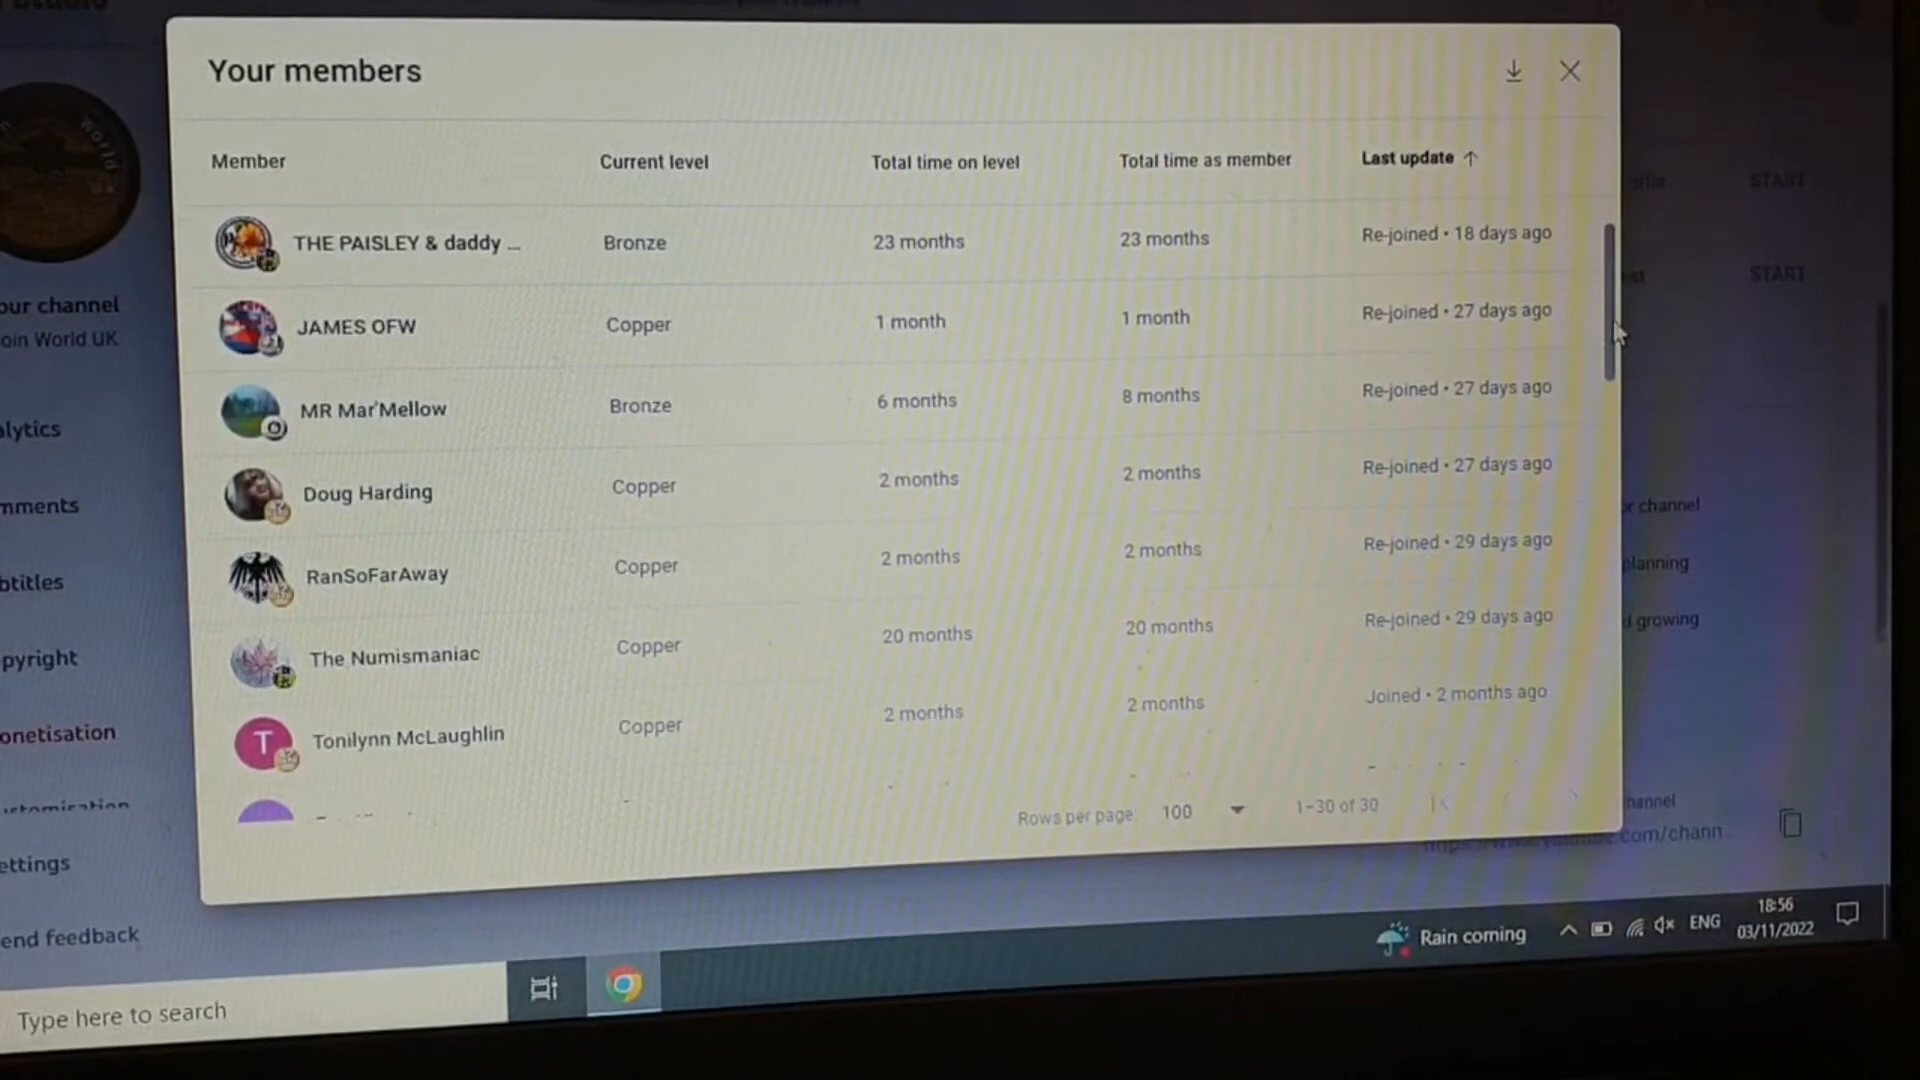 Your members
Member Current level Total time on level Total time as member Last update ↑
THE PAISLEY & daddy ... Bronze 23 months 23 months Re-joined • 18 days ago
JAMES OFW Copper 1 month 1 month Re-joined • 27 days ago
MR Mar'Mellow Bronze 6 months 8 months Re-joined • 27 days ago
Doug Harding Copper 2 months 2 months Re-joined • 27 days ago
RanSoFarAway Copper 2 months 2 months Re-joined • 29 days ago
The Numismaniac Copper 20 months 20 months Re-joined • 29 days ago
T Tonilynn McLaughlin Copper 2 months 2 months Joined • 2 months ago
Rows per page: 100 1–30 of 30
World
our channel
oin World UK
alytics
mments
btitles
pyright
onetisation
ustomisation
ettings
end feedback
START
START
r channel
planning
d growing
hannel
https://www.youtube.com/chann...
Rain coming ENG 18:56
03/11/2022
Type here to search